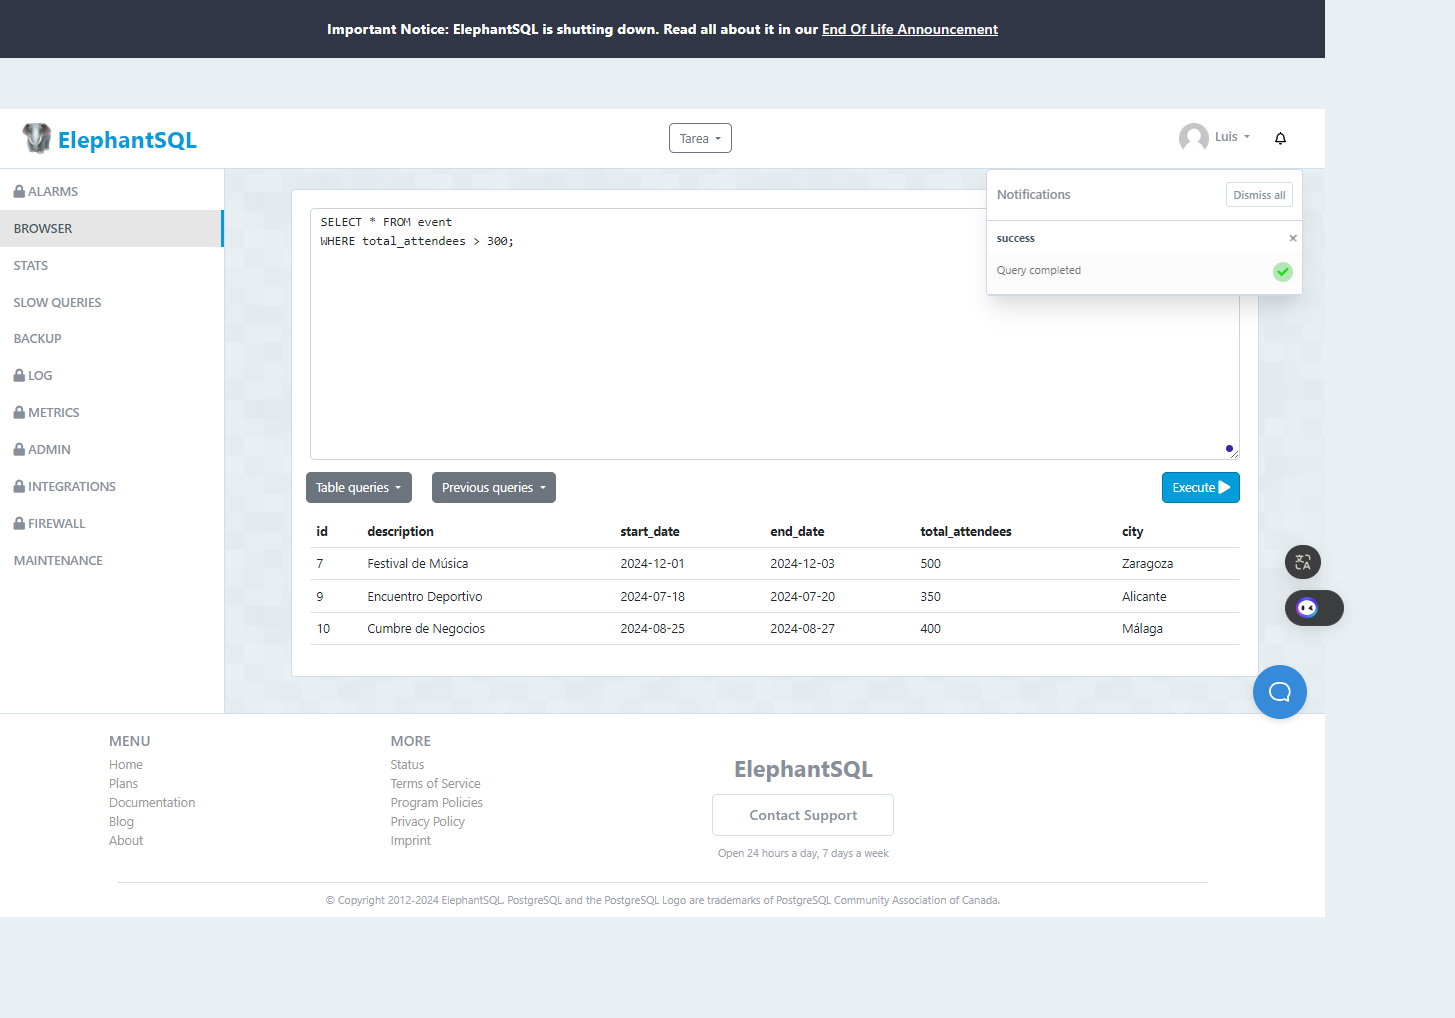 Important Notice: ElephantSQL is shutting down. Read all about it in our End Of Life Announcement
ElephantSQL
Tarea
Luis
ALARMS
BROWSER
STATS
SLOW QUERIES
BACKUP
LOG
METRICS
ADMIN
INTEGRATIONS
FIREWALL
MAINTENANCE
SELECT * FROM event
WHERE total_attendees > 300;
Notifications
Dismiss all
success
×
Query completed
Table queries
Previous queries
Execute
id description start_date end_date total_attendees city
7 Festival de Música 2024-12-01 2024-12-03 500 Zaragoza
9 Encuentro Deportivo 2024-07-18 2024-07-20 350 Alicante
10 Cumbre de Negocios 2024-08-25 2024-08-27 400 Málaga
MENU
Home
Plans
Documentation
Blog
About
MORE
Status
Terms of Service
Program Policies
Privacy Policy
Imprint
ElephantSQL
Contact Support
Open 24 hours a day, 7 days a week
© Copyright 2012-2024 ElephantSQL. PostgreSQL and the PostgreSQL Logo are trademarks of PostgreSQL Community Association of Canada.